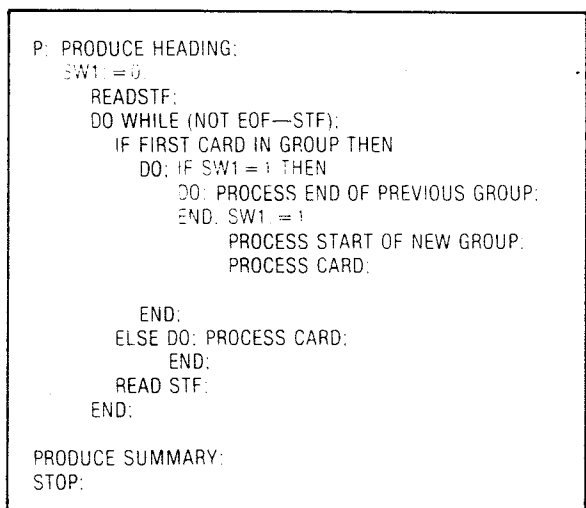 P: PRODUCE HEADING;
SW1: = 0;
READSTF;
DO WHILE (NOT EOF—STF);
IF FIRST CARD IN GROUP THEN
DO; IF SW1 = 1 THEN
DO: PROCESS END OF PREVIOUS GROUP;
END. SW1: = 1
PROCESS START OF NEW GROUP;
PROCESS CARD;
END;
ELSE DO; PROCESS CARD;
END;
READ STF;
END;
PRODUCE SUMMARY;
STOP;